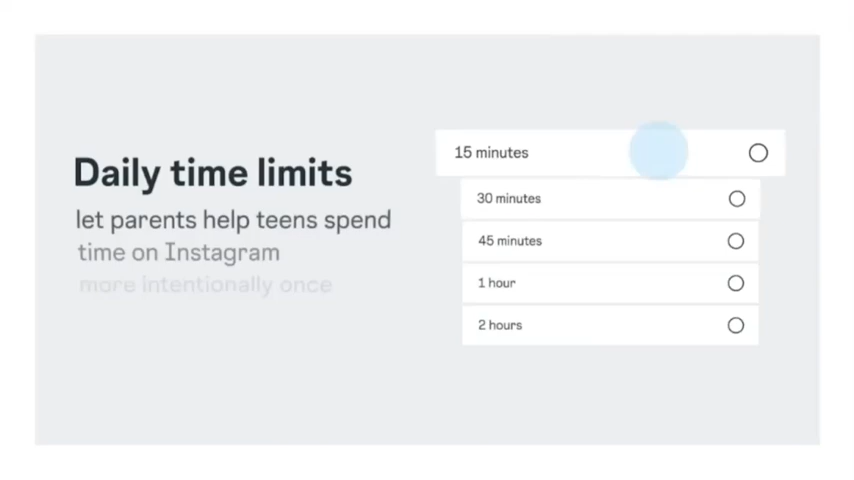 Daily time limits
let parents help teens spend
time on Instagram
more intentionally once
15 minutes
30 minutes
45 minutes
1 hour
2 hours